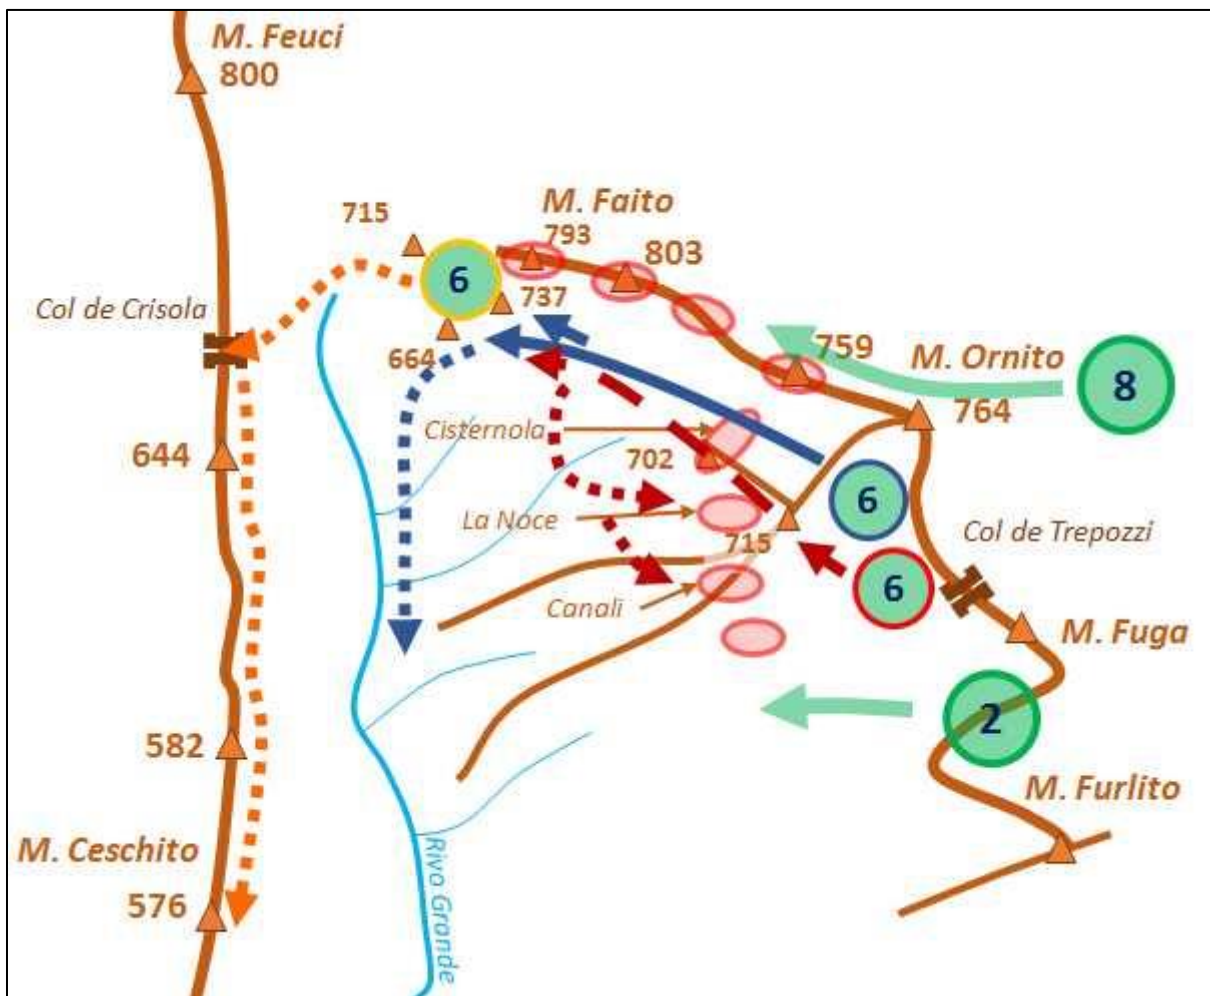 M. Feuci
800
M. Faito
715
793
803
6
737
Col de Crisola
664
759
M. Ornito
8
764
Cisternola
644
702
6
La Noce
Col de Trepozzi
715
6
Canali
M. Fuga
2
582
M. Furlito
M. Ceschito
Rivo Grande
576